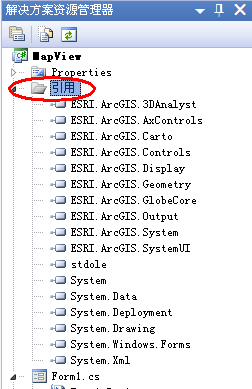 解决方案资源管理器
MapView
Properties
引用
ESRI.ArcGIS.3DAnalyst
ESRI.ArcGIS.AxControls
ESRI.ArcGIS.Carto
ESRI.ArcGIS.Controls
ESRI.ArcGIS.Display
ESRI.ArcGIS.Geometry
ESRI.ArcGIS.GlobeCore
ESRI.ArcGIS.Output
ESRI.ArcGIS.System
ESRI.ArcGIS.SystemUI
stdole
System
System.Data
System.Deployment
System.Drawing
System.Windows.Forms
System.Xml
Form1.cs